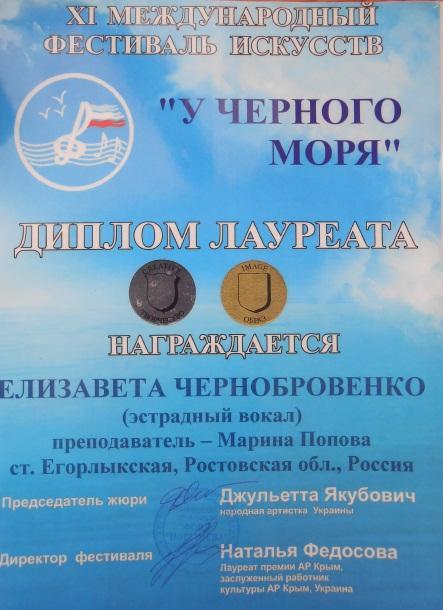 XI МЕЖДУНАРОДНЫЙ
ФЕСТИВАЛЬ ИСКУССТВ
"У ЧЕРНОГО
МОРЯ"
ДИПЛОМ ЛАУРЕАТА
CREATIVE
ТВОРЧЕСТВО
IMAGE
ОБРАЗ
НАГРАЖДАЕТСЯ
ЕЛИЗАВЕТА ЧЕРНОБРОВЕНКО
(эстрадный вокал)
преподаватель – Марина Попова
ст. Егорлыкская, Ростовская обл., Россия
Председатель жюри
Джульетта Якубович
народная артистка Украины
Директор фестиваля
Наталья Федосова
Лауреат премии АР Крым,
заслуженный работник
культуры АР Крым, Украина